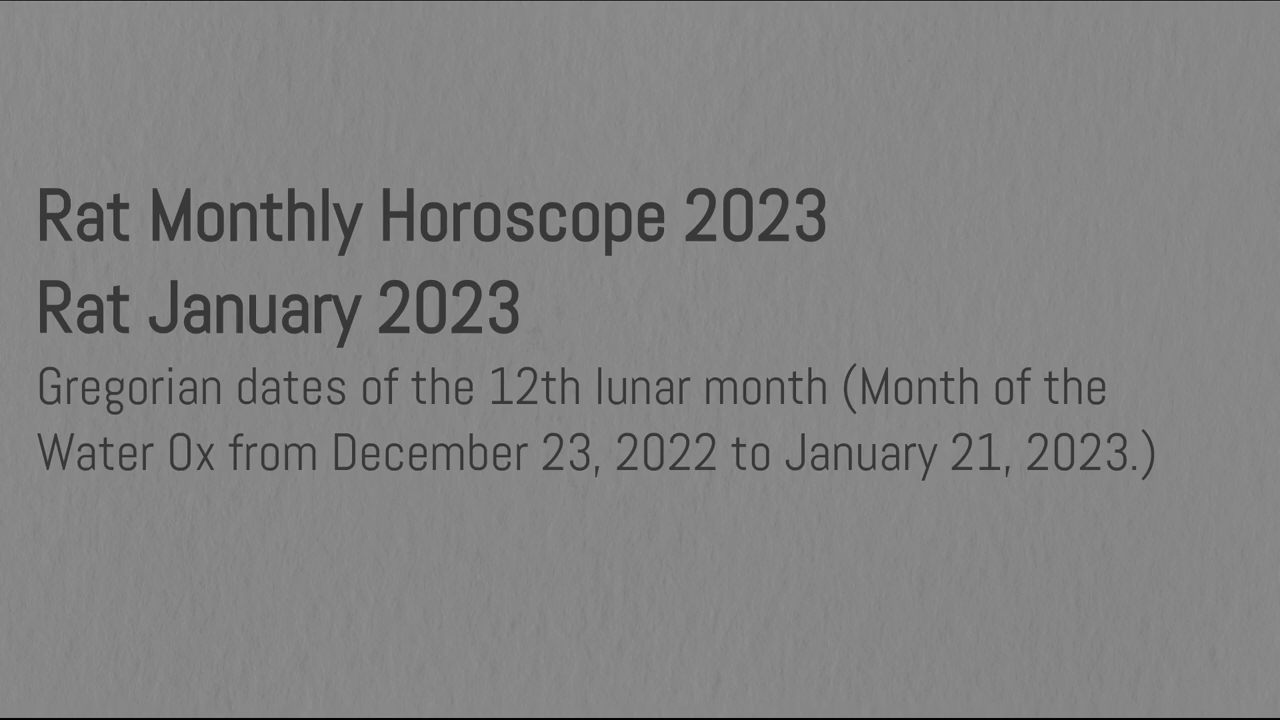 Rat Monthly Horoscope 2023
Rat January 2023
Gregorian dates of the 12th lunar month (Month of the
Water Ox from December 23, 2022 to January 21, 2023.)